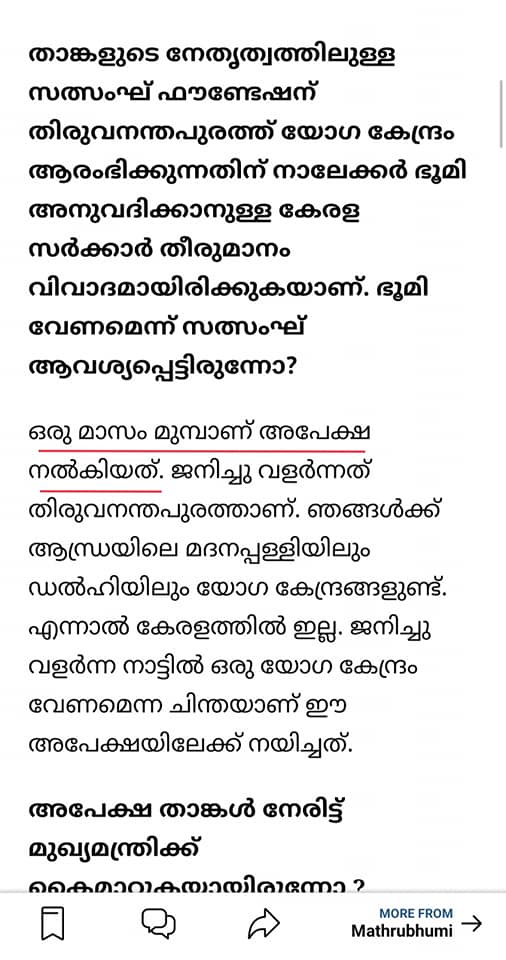 താങ്കളുടെ നേതൃത്വത്തിലുള്ള
സത്സംഘ് ഫൗണ്ടേഷന്
തിരുവനന്തപുരത്ത് യോഗ കേന്ദ്രം
ആരംഭിക്കുന്നതിന് നാലേക്കർ ഭൂമി
അനുവദിക്കാനുള്ള കേരള
സർക്കാർ തീരുമാനം
വിവാദമായിരിക്കുകയാണ്. ഭൂമി
വേണമെന്ന് സത്സംഘ്
ആവശ്യപ്പെട്ടിരുന്നോ?
ഒരു മാസം മുമ്പാണ് അപേക്ഷ
നൽകിയത്. ജനിച്ചു വളർന്നത്
തിരുവനന്തപുരത്താണ്. ഞങ്ങൾക്ക്
ആന്ധ്രയിലെ മദനപ്പള്ളിയിലും
ഡൽഹിയിലും യോഗ കേന്ദ്രങ്ങളുണ്ട്.
എന്നാൽ കേരളത്തിൽ ഇല്ല. ജനിച്ചു
വളർന്ന നാട്ടിൽ ഒരു യോഗ കേന്ദ്രം
വേണമെന്ന ചിന്തയാണ് ഈ
അപേക്ഷയിലേക്ക് നയിച്ചത്.
അപേക്ഷ താങ്കൾ നേരിട്ട്
മുഖ്യമന്ത്രിക്ക്
കൈമാറുകയായിരുന്നോ ?
MORE FROM
Mathrubhumi